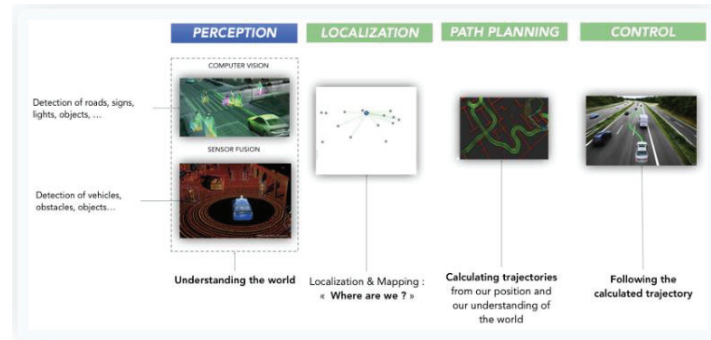 PERCEPTION
LOCALIZATION
PATH PLANNING
CONTROL
COMPUTER VISION
Detection of roads, signs,
lights, objects, ...
SENSOR FUSION
Detection of vehicles,
obstacles, objects...
Understanding the world
Localization & Mapping :
« Where are we ? »
Calculating trajectories
from our position and
our understanding of
the world
Following the
calculated trajectory